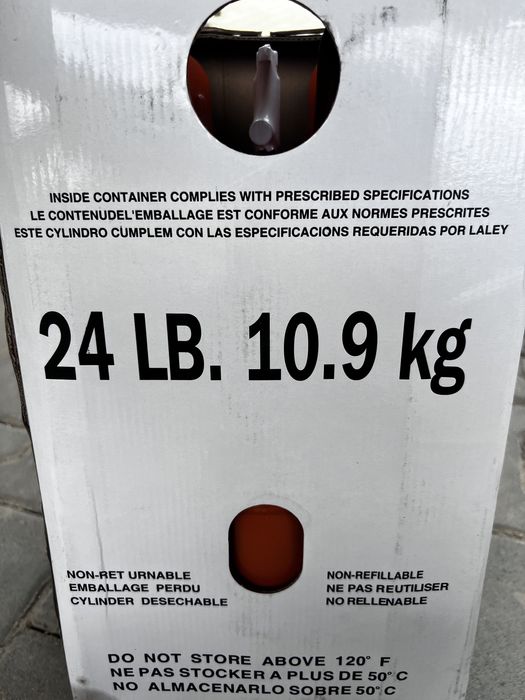 INSIDE CONTAINER COMPLIES WITH PRESCRIBED SPECIFICATIONS
LE CONTENUDEL'EMBALLAGE EST CONFORME AUX NORMES PRESCRITES
ESTE CYLINDRO CUMPLEM CON LAS ESPECIFICACIONS REQUERIDAS POR LALEY
24 LB. 10.9 kg
NON-RET URNABLE
EMBALLAGE PERDU
CYLINDER DESECHABLE
NON-REFILLABLE
NE PAS REUTILISER
NO RELLENABLE
DO NOT STORE ABOVE 120° F
NE PAS STOCKER A PLUS DE 50° C
NO ALMACENARLO SOBRE 50° C